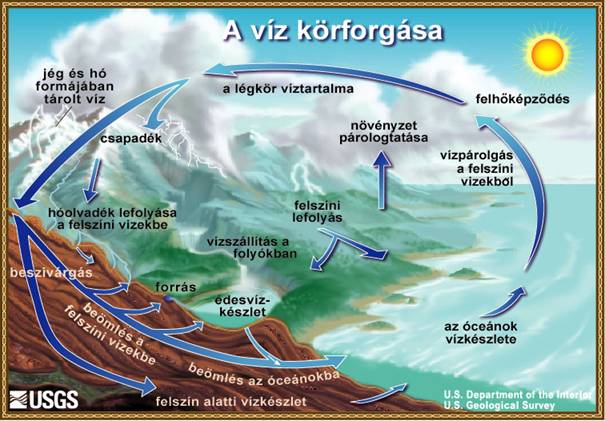 A víz körforgása
jég és hó
formájában
tárolt víz
a légkör víztartalma
felhőképződés
csapadék
növényzet
párologtatása
vízpárolgás
a felszíni
vizekből
hóolvadék lefolyása
a felszíni vizekbe
felszíni
lefolyás
vízszállítás a
folyókban
beszivárgás
forrás
édesvíz-
készlet
beömlés a
felszíni vizekbe
az óceánok
vízkészlete
beömlés az óceánokba
felszín alatti vízkészlet
USGS
U.S. Department of the Interior
U.S. Geological Survey